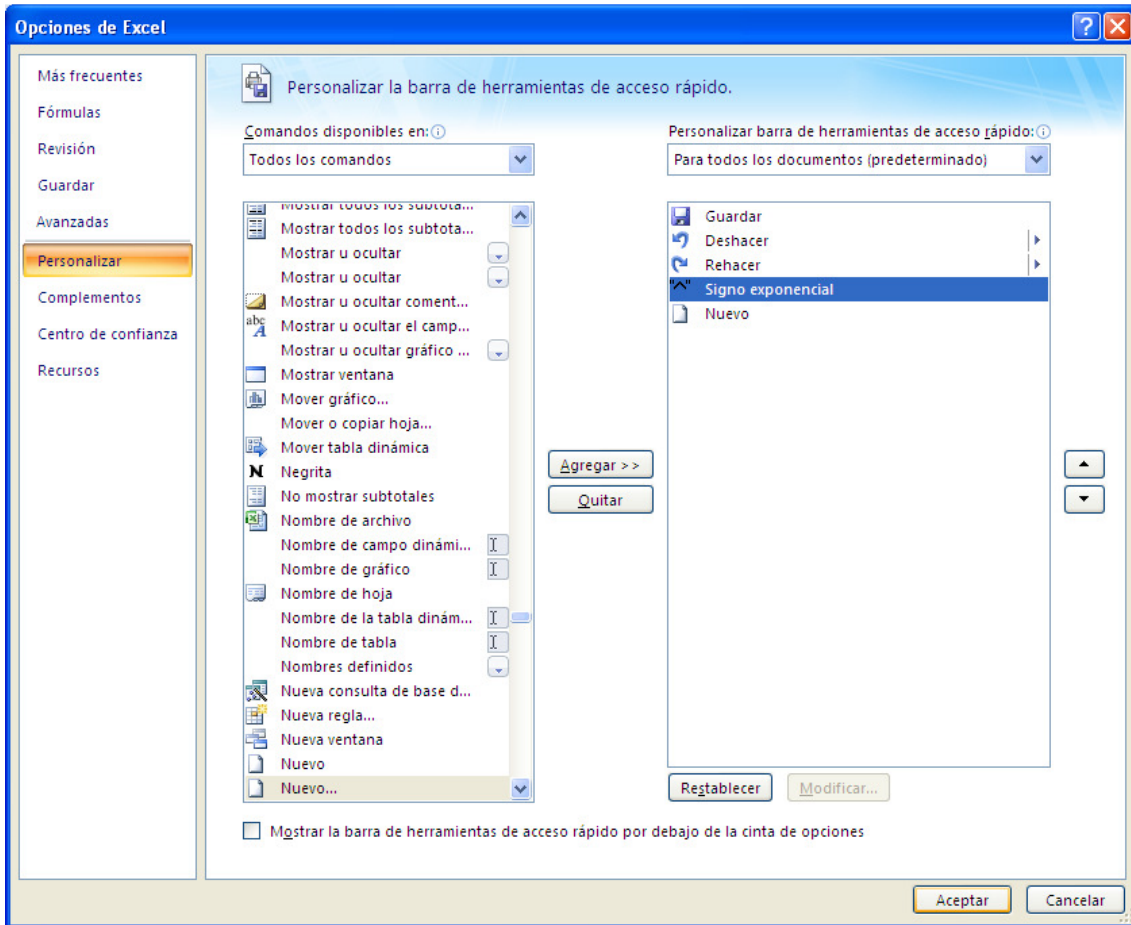 Opciones de Excel
Más frecuentes
Fórmulas
Revisión
Guardar
Avanzadas
Personalizar
Complementos
Centro de confianza
Recursos
Personalizar la barra de herramientas de acceso rápido.
Comandos disponibles en:
Todos los comandos
Mostrar todos los subtota...
Mostrar todos los subtota...
Mostrar u ocultar
Mostrar u ocultar
Mostrar u ocultar coment...
Mostrar u ocultar el camp...
Mostrar u ocultar gráfico ...
Mostrar ventana
Mover gráfico...
Mover o copiar hoja...
Mover tabla dinámica
N Negrita
No mostrar subtotales
Nombre de archivo
Nombre de campo dinámi...
Nombre de gráfico
Nombre de hoja
Nombre de la tabla dinám...
Nombre de tabla
Nombres definidos
Nueva consulta de base d...
Nueva regla...
Nueva ventana
Nuevo
Nuevo...
Agregar >>
Quitar
Personalizar barra de herramientas de acceso rápido:
Para todos los documentos (predeterminado)
Guardar
Deshacer
Rehacer
"^" Signo exponencial
Nuevo
Restablecer
Modificar...
Mostrar la barra de herramientas de acceso rápido por debajo de la cinta de opciones
Aceptar
Cancelar